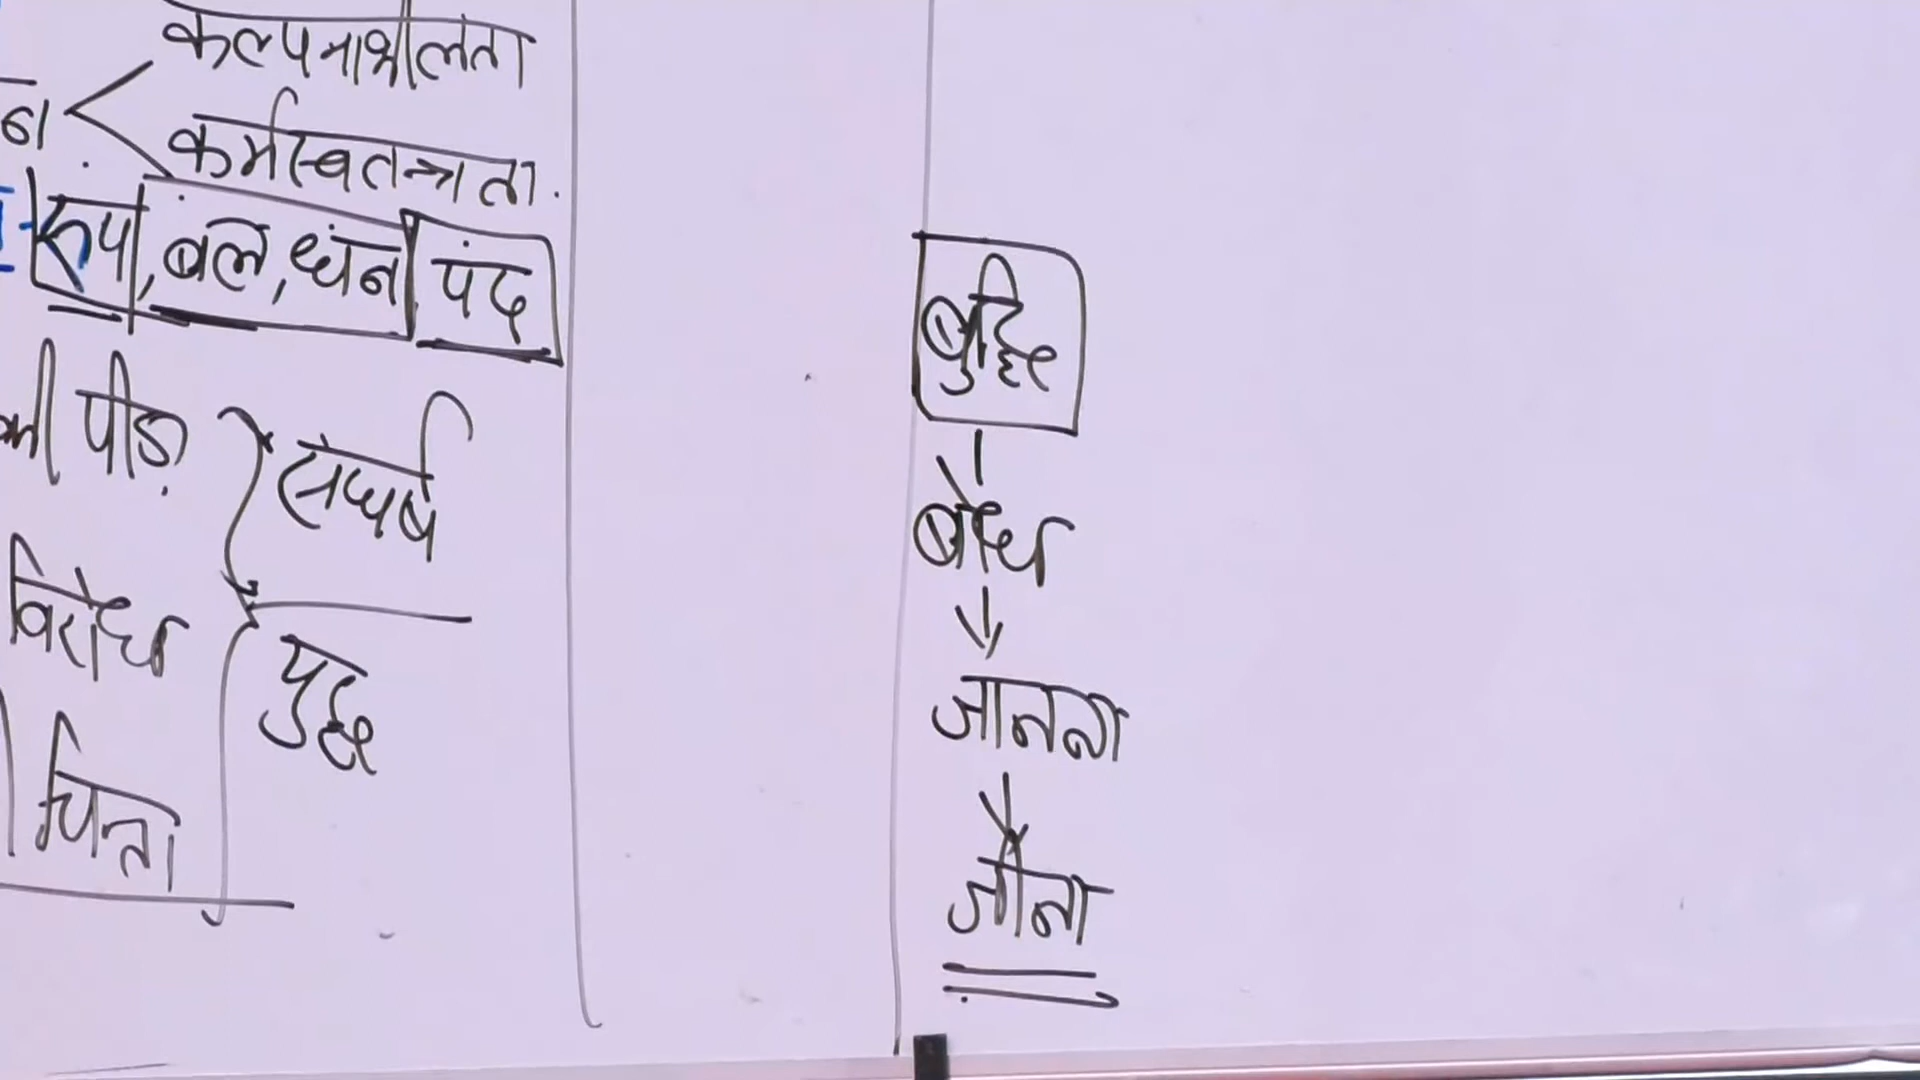 कल्पनाशीलता
कर्मस्वतन्त्रता.
रूप, बल, धन पद
की पीड़ा
संघर्ष
विरोध
युद्ध
चिन्ता
बुद्धि
बोध
जानना
जीना